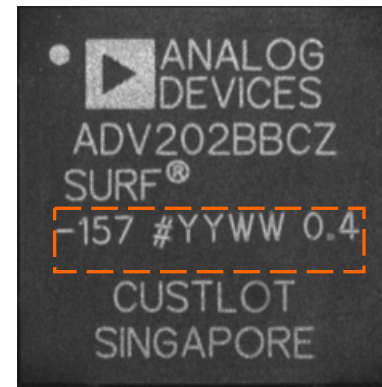 ANALOG
DEVICES
ADV202BBCZ
SURF®
-157 #YYWW 0.4
CUSTLOT
SINGAPORE